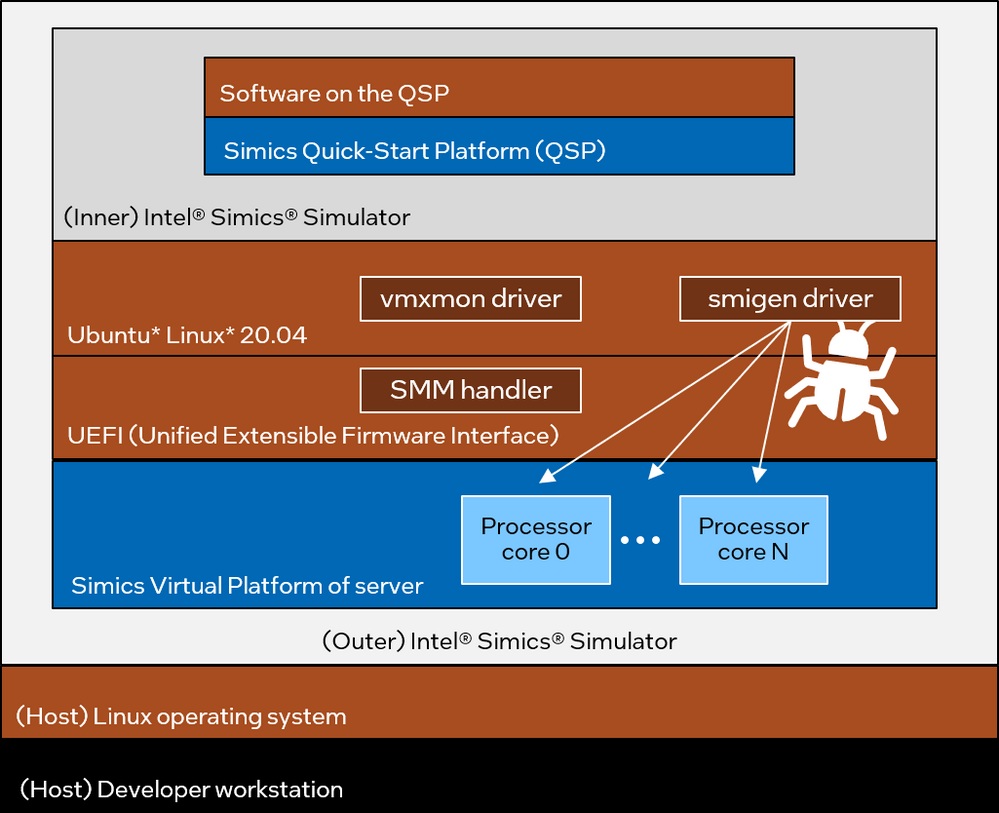 Software on the QSP
Simics Quick-Start Platform (QSP)
(Inner) Intel® Simics® Simulator
vmxmon driver
smigen driver
Ubuntu* Linux* 20.04
SMM handler
UEFI (Unified Extensible Firmware Interface)
Processor
core 0
Processor
core N
Simics Virtual Platform of server
(Outer) Intel® Simics® Simulator
(Host) Linux operating system
(Host) Developer workstation